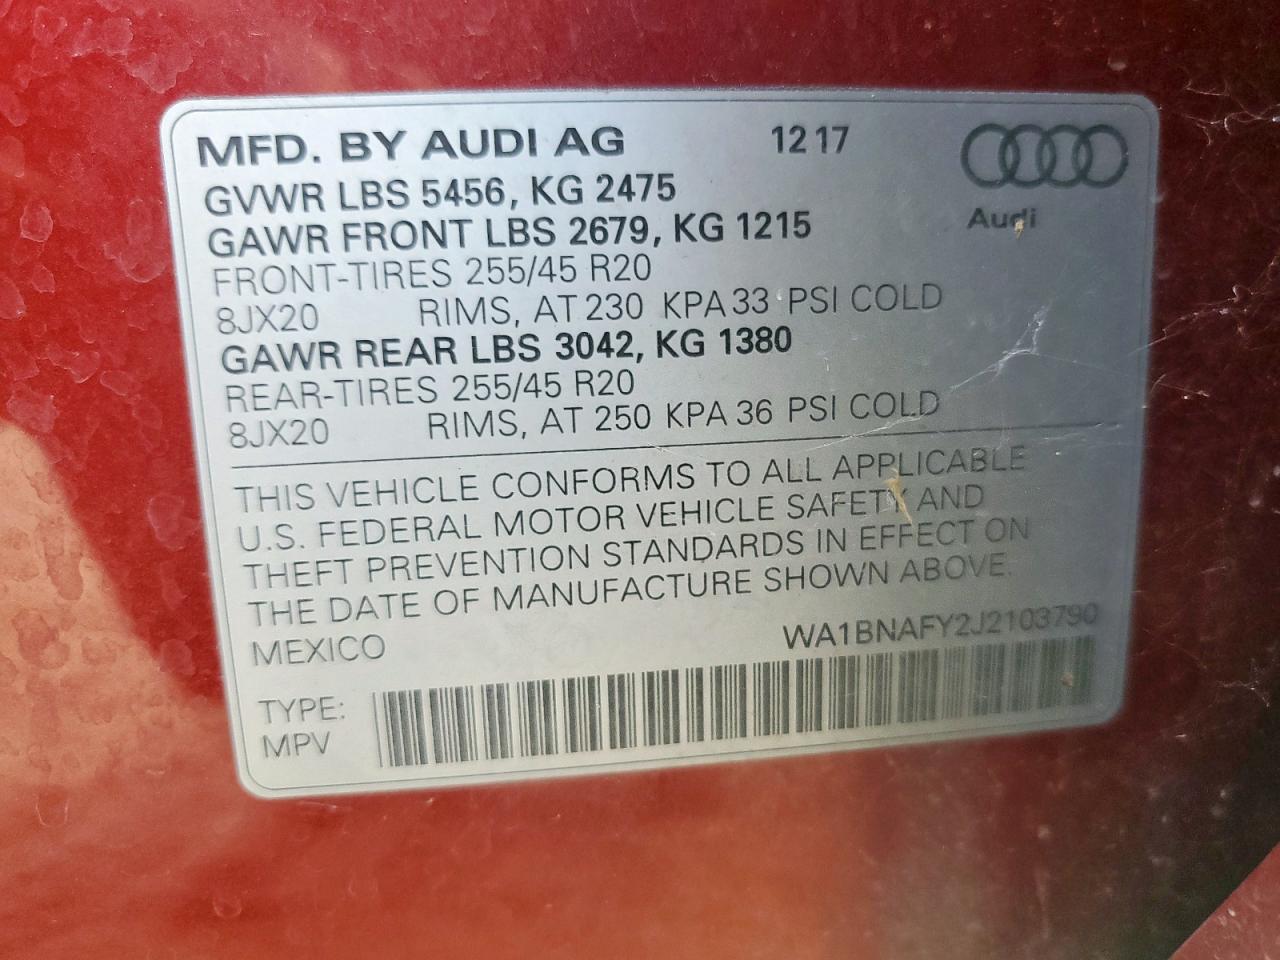 MFD. BY AUDI AG 12 17
Audi
GVWR LBS 5456, KG 2475
GAWR FRONT LBS 2679, KG 1215
FRONT-TIRES 255/45 R20
8JX20 RIMS, AT 230 KPA 33 PSI COLD
GAWR REAR LBS 3042, KG 1380
REAR-TIRES 255/45 R20
8JX20 RIMS, AT 250 KPA 36 PSI COLD
THIS VEHICLE CONFORMS TO ALL APPLICABLE
U.S. FEDERAL MOTOR VEHICLE SAFETY AND
THEFT PREVENTION STANDARDS IN EFFECT ON
THE DATE OF MANUFACTURE SHOWN ABOVE.
MEXICO WA1BNAFY2J2103790
TYPE:
MPV